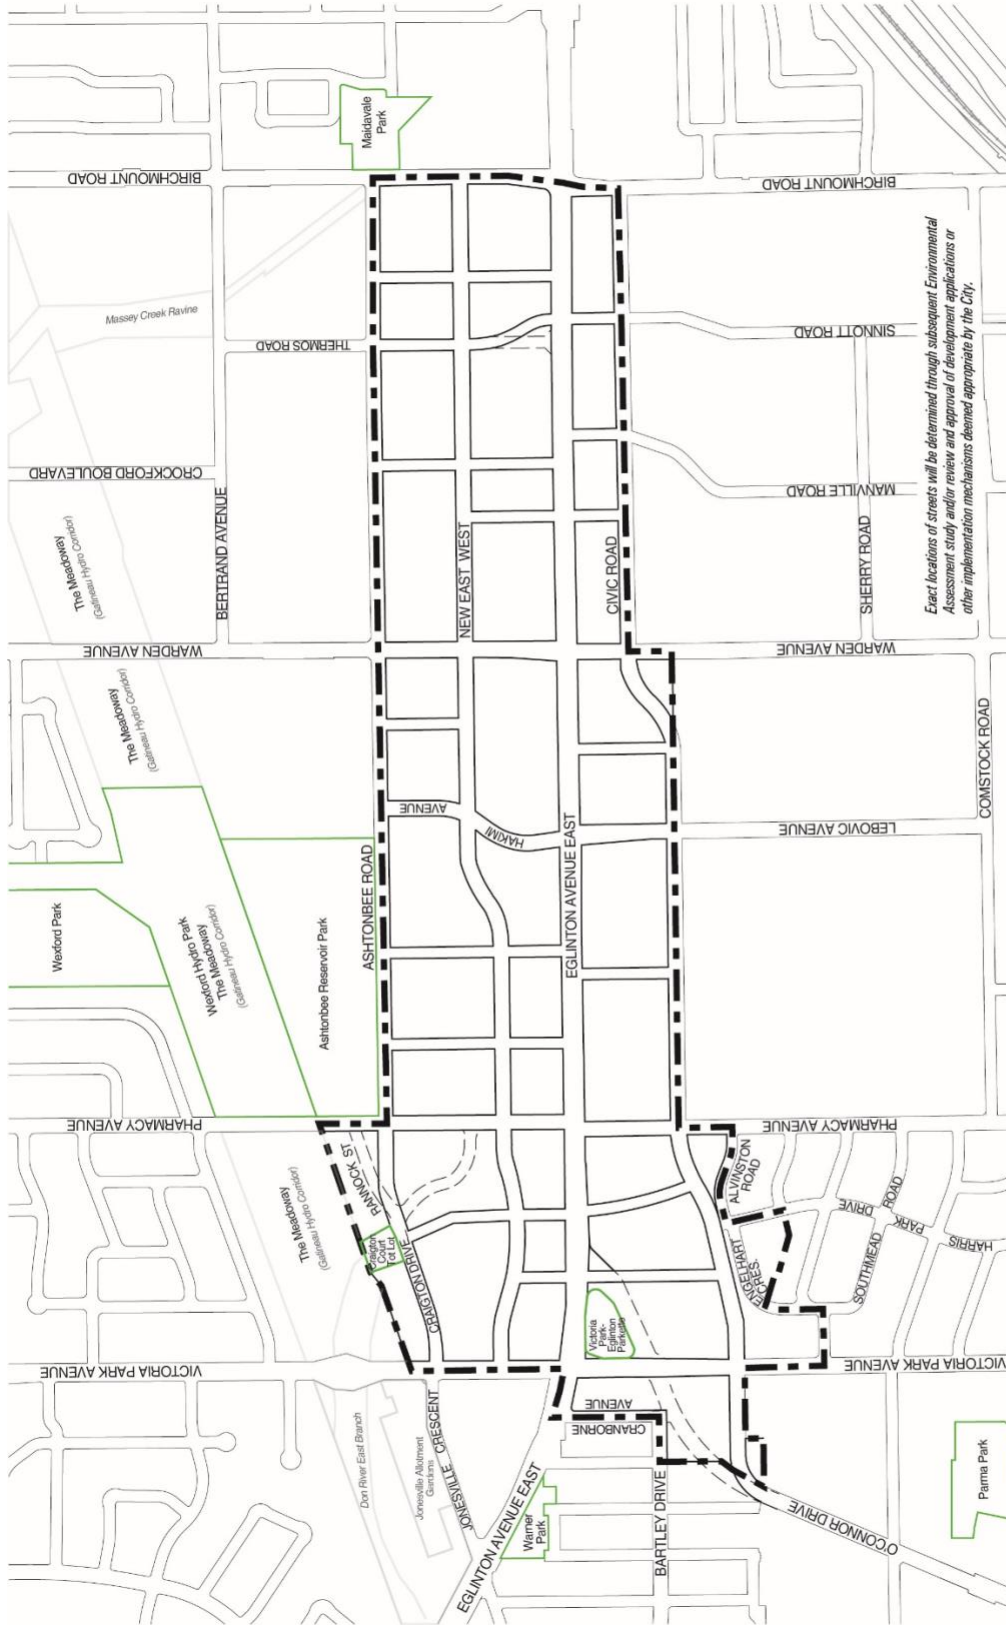 Maidavale
Park
BIRCHMOUNT ROAD
BIRCHMOUNT ROAD
Massey Creek Ravine
THERMOS ROAD
SINNOTT ROAD
Exact locations of streets will be determined through subsequent Environmental
Assessment study and/or review and approval of development applications or
other implementation mechanisms deemed appropriate by the City.
CROCKFORD BOULEVARD
MANVILLE ROAD
The Meadoway
(Gatineau Hydro Corridor)
BERTRAND AVENUE
NEW EAST WEST
CIVIC ROAD
SHERRY ROAD
WARDEN AVENUE
WARDEN AVENUE
The Meadoway
(Gatineau Hydro Corridor)
COMSTOCK ROAD
HAKIMI
AVENUE
LEBOVIC AVENUE
Wexford Park
Wexford Hydro Park
The Meadoway
(Gatineau Hydro Corridor)
Ashtonbee Reservoir Park
ASHTONBEE ROAD
EGLINTON AVENUE EAST
PHARMACY AVENUE
PHARMACY AVENUE
The Meadoway
(Gatineau Hydro Corridor)
RANNOCK ST
Craigton
Court
Tot Lot
CRAIGTON DRIVE
ALVINSTON
ROAD
ENGELHART
CRES.
SOUTHMEAD
ROAD
HARRIS
PARK
DRIVE
Victoria
Park-
Eglinton
Parkette
VICTORIA PARK AVENUE
VICTORIA PARK AVENUE
Don River East Branch
Jonesville Allotment
Gardens
JONESVILLE CRESCENT
CRANBORNE
AVENUE
EGLINTON AVENUE EAST
Warner
Park
BARTLEY DRIVE
O'CONNOR DRIVE
Parma Park